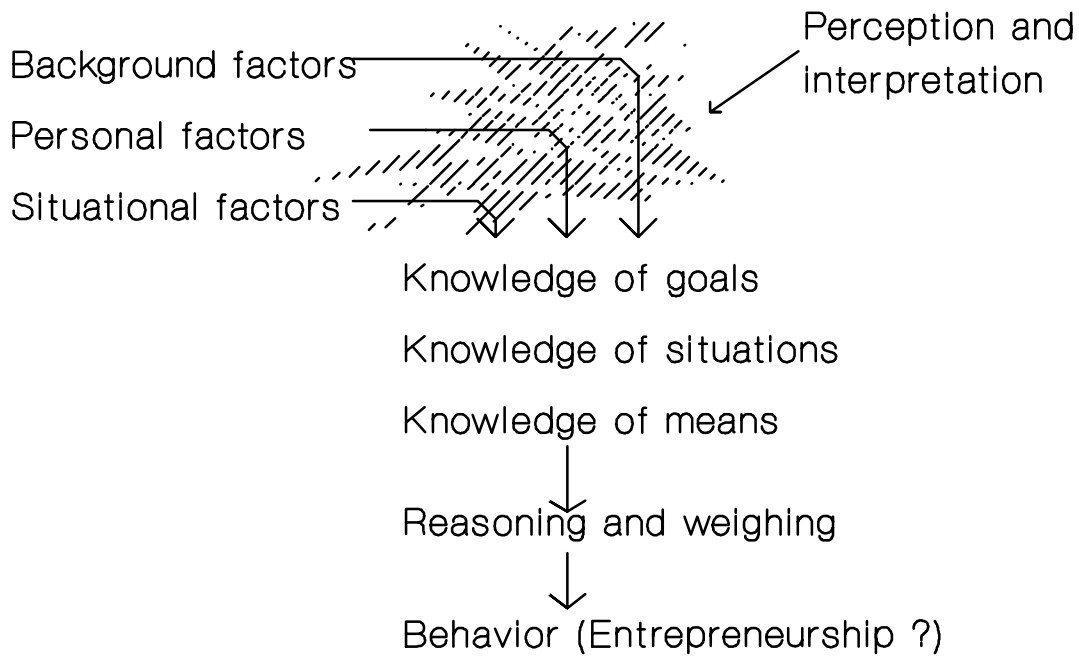 Perception and
interpretation
Background factors
Personal factors
Situational factors
Knowledge of goals
Knowledge of situations
Knowledge of means
Reasoning and weighing
Behavior (Entrepreneurship ?)